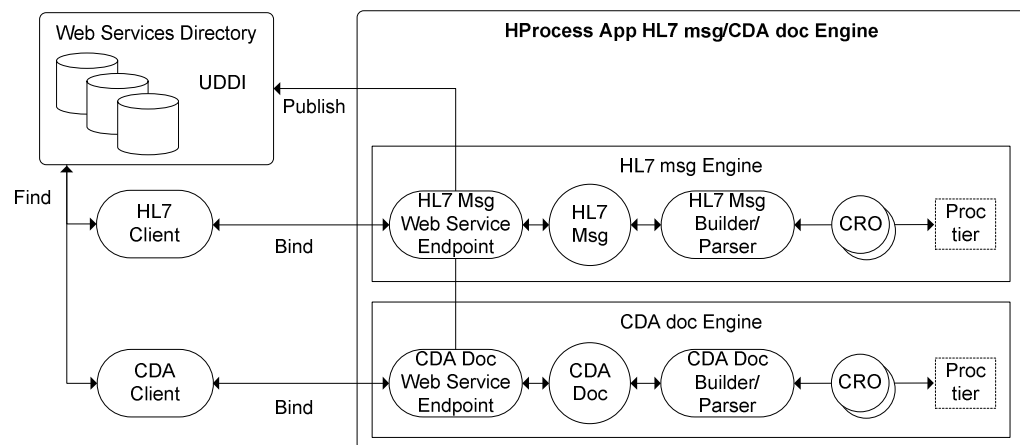 Web Services Directory
UDDI
HProcess App HL7 msg/CDA doc Engine
Publish
Find
HL7
Client
Bind
HL7 msg Engine
HL7 Msg
Web Service
Endpoint
HL7
Msg
HL7 Msg
Builder/
Parser
CRO
Proc
tier
CDA doc Engine
CDA
Client
Bind
CDA Doc
Web Service
Endpoint
CDA
Doc
CDA Doc
Builder/
Parser
CRO
Proc
tier